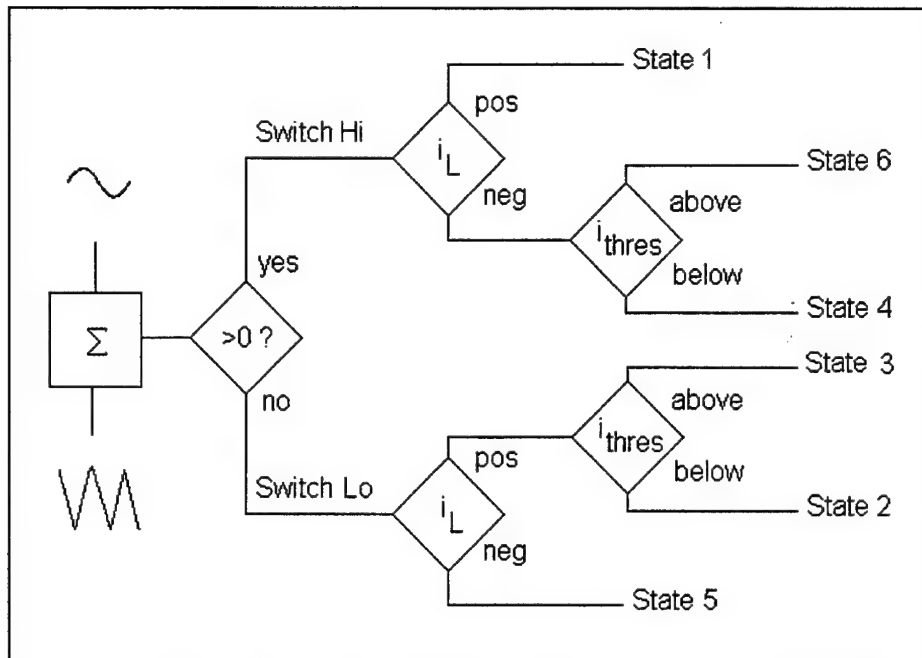 State 1
pos
Switch Hi
i_L
neg
State 6
above
i_thres
below
State 4
yes
Σ
>0 ?
no
State 3
above
i_thres
below
State 2
pos
Switch Lo
i_L
neg
State 5